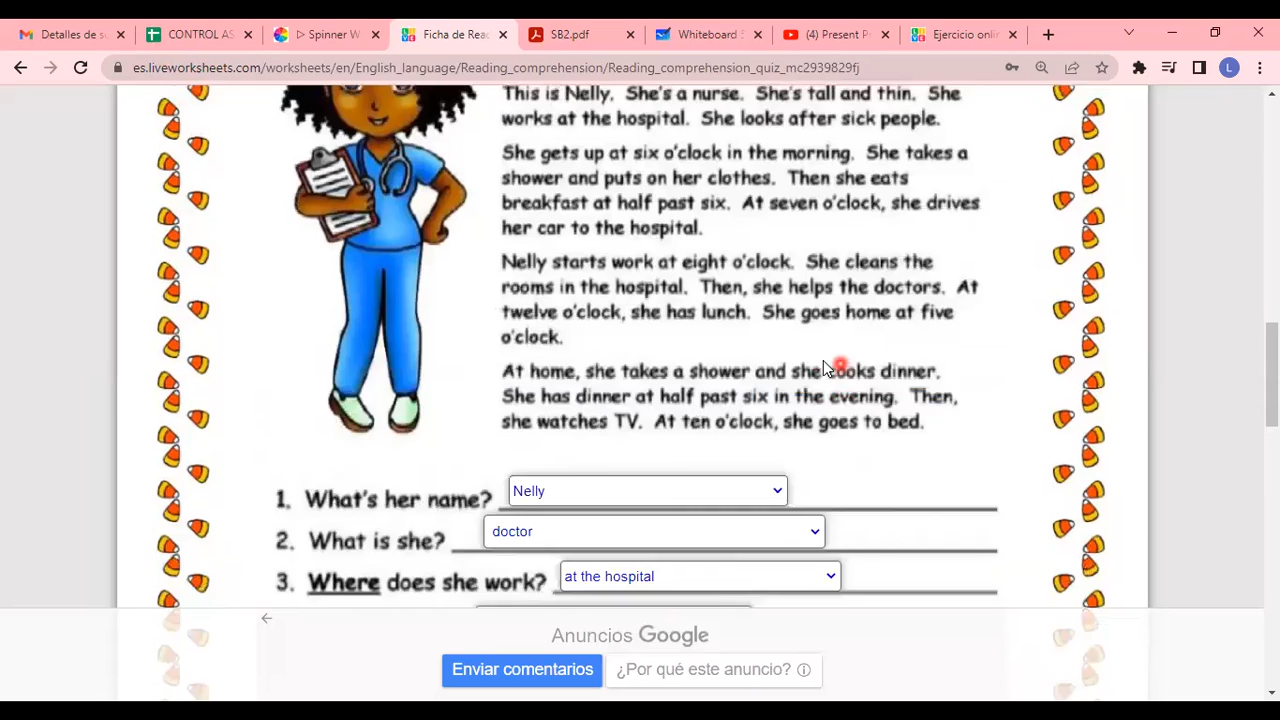 Detalles de su
CONTROL AS
▷ Spinner W
Ficha de Rea
SB2.pdf
Whiteboard
(4) Present P
Ejercicio onlin
es.liveworksheets.com/worksheets/en/English_language/Reading_comprehension/Reading_comprehension_quiz_mc2939829fj
L
This is Nelly. She's a nurse. She's tall and thin. She
works at the hospital. She looks after sick people.
She gets up at six o'clock in the morning. She takes a
shower and puts on her clothes. Then she eats
breakfast at half past six. At seven o'clock, she drives
her car to the hospital.
Nelly starts work at eight o'clock. She cleans the
rooms in the hospital. Then, she helps the doctors. At
twelve o'clock, she has lunch. She goes home at five
o'clock.
At home, she takes a shower and she cooks dinner.
She has dinner at half past six in the evening. Then,
she watches TV. At ten o'clock, she goes to bed.
1. What's her name? Nelly
2. What is she? doctor
3. Where does she work? at the hospital
Anuncios Google
Enviar comentarios
¿Por qué este anuncio?